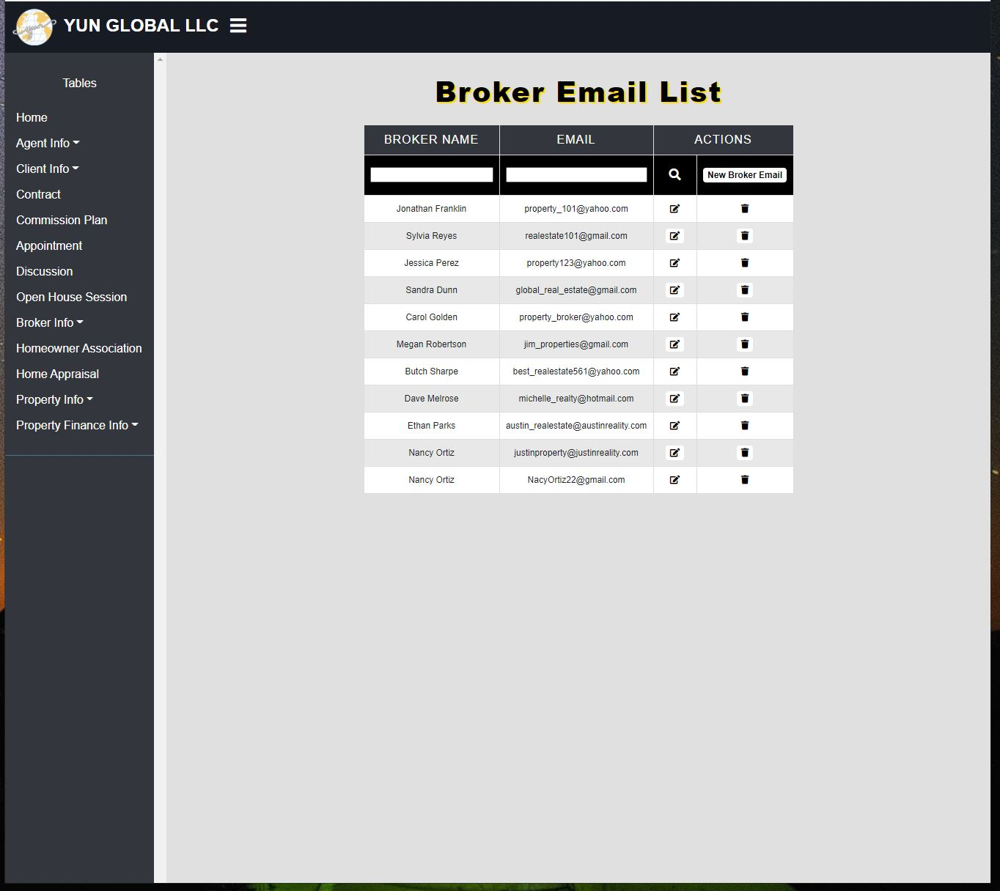 YUN GLOBAL LLC
Tables
Home
Agent Info
Client Info
Contract
Commission Plan
Appointment
Discussion
Open House Session
Broker Info
Homeowner Association
Home Appraisal
Property Info
Property Finance Info
Broker Email List
BROKER NAME EMAIL ACTIONS
New Broker Email
Jonathan Franklin property_101@yahoo.com
Sylvia Reyes realestate101@gmail.com
Jessica Perez property123@yahoo.com
Sandra Dunn global_real_estate@gmail.com
Carol Golden property_broker@yahoo.com
Megan Robertson jim_properties@gmail.com
Butch Sharpe best_realestate561@yahoo.com
Dave Melrose michelle_realty@hotmail.com
Ethan Parks austin_realestate@austinreality.com
Nancy Ortiz justinproperty@justinreality.com
Nancy Ortiz NacyOrtiz22@gmail.com